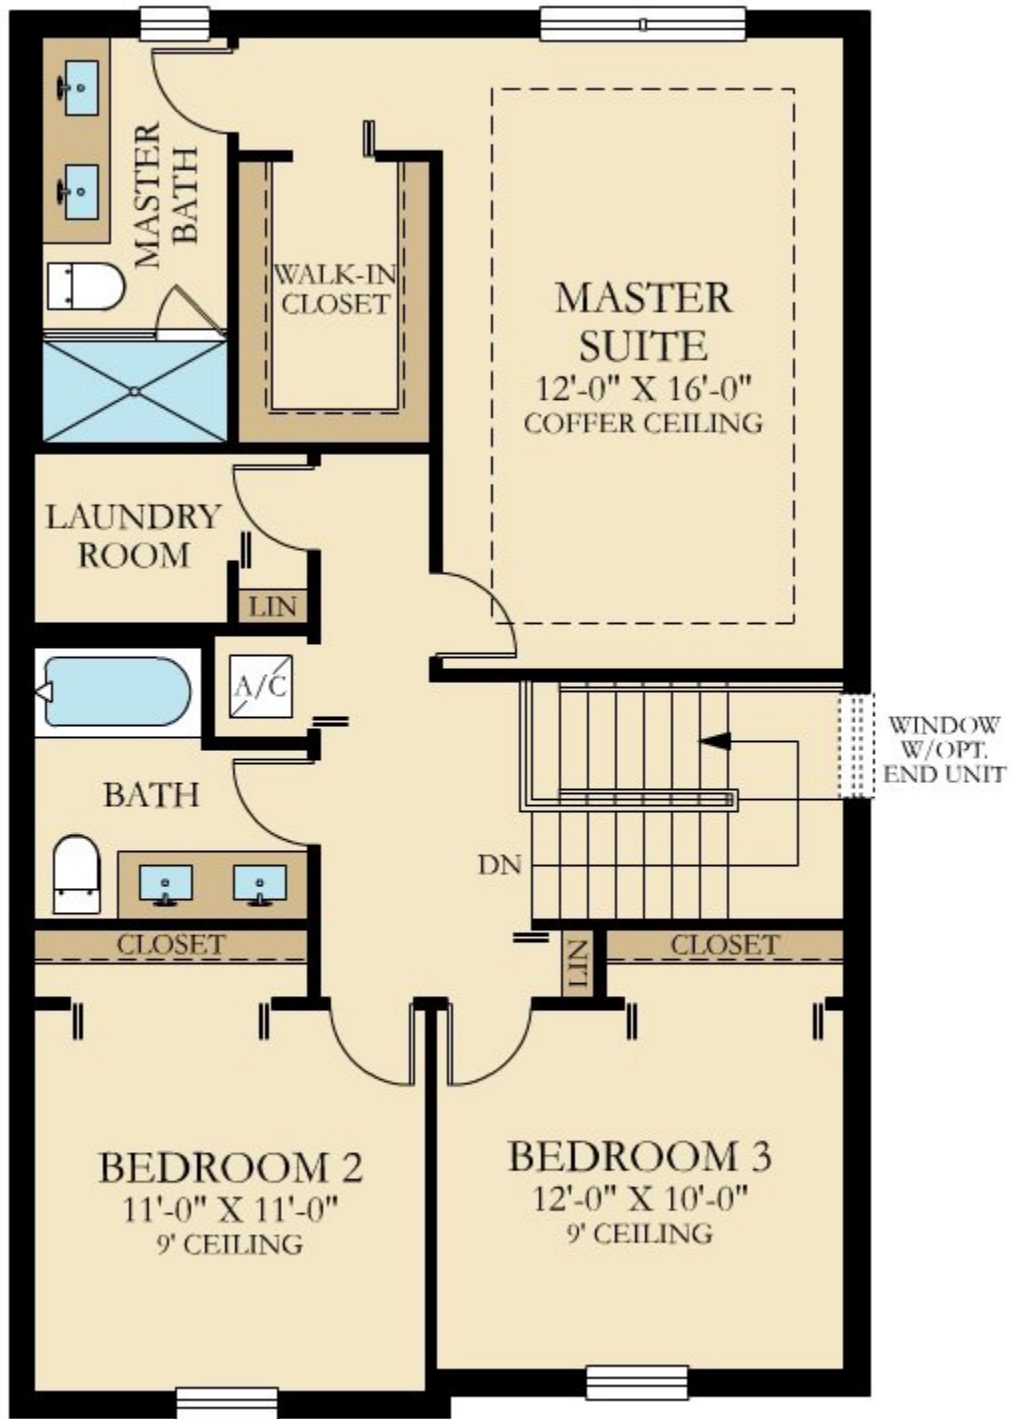 MASTER
BATH
WALK-IN
CLOSET
MASTER
SUITE
12'-0" X 16'-0"
COFFER CEILING
LAUNDRY
ROOM
LIN
A/C
WINDOW
W/OPT.
END UNIT
BATH
DN
CLOSET
LIN
CLOSET
BEDROOM 2
11'-0" X 11'-0"
9' CEILING
BEDROOM 3
12'-0" X 10'-0"
9' CEILING